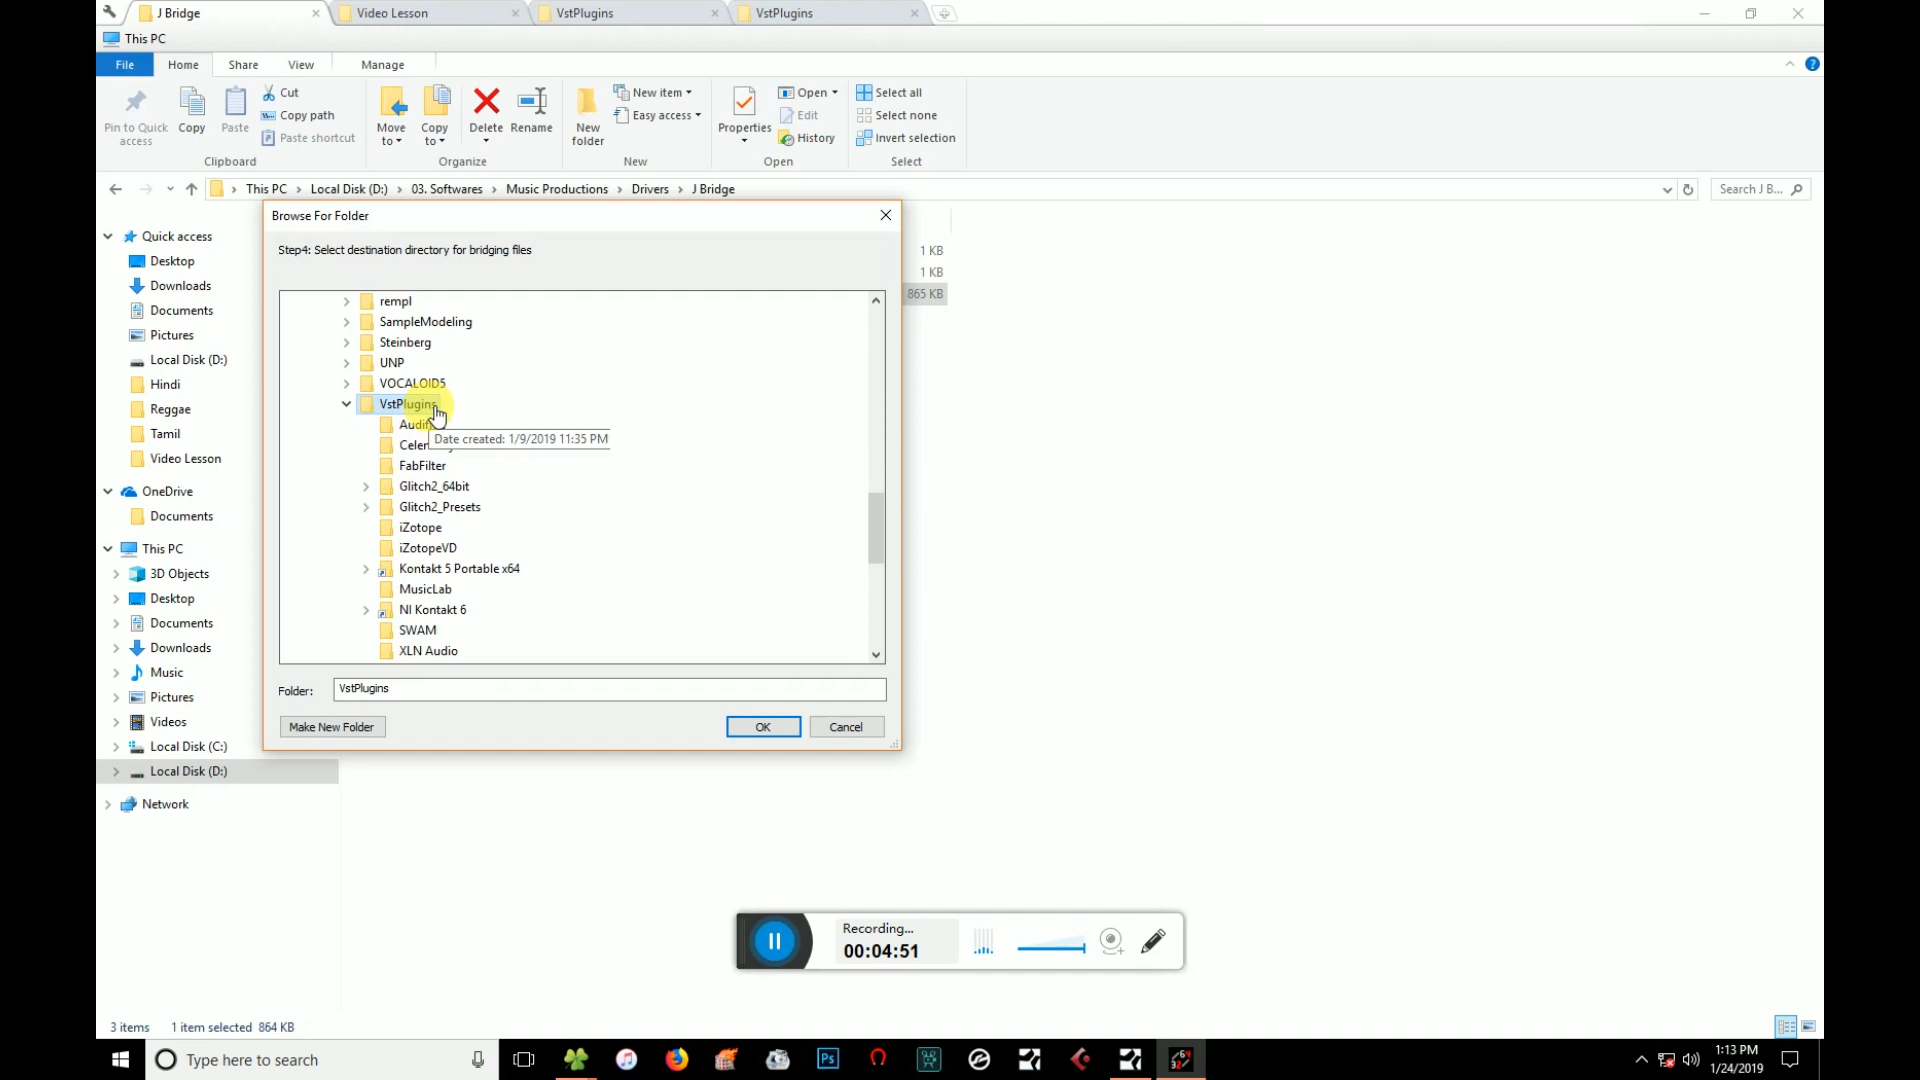 J Bridge
Video Lesson
VstPlugins
VstPlugins
This PC
File
Home
Share
View
Manage
Pin to Quick access
Copy
Paste
Cut
Copy path
Paste shortcut
Clipboard
Move to
Copy to
Delete
Rename
Organize
New folder
New item
Easy access
New
Properties
Open
Edit
History
Open
Select all
Select none
Invert selection
Select
This PC > Local Disk (D:) > 03. Softwares > Music Productions > Drivers > J Bridge
Search J B...
Quick access
Desktop
Downloads
Documents
Pictures
Local Disk (D:)
Hindi
Reggae
Tamil
Video Lesson
OneDrive
Documents
This PC
3D Objects
Desktop
Documents
Downloads
Music
Pictures
Videos
Local Disk (C:)
Local Disk (D:)
Network
Browse For Folder
Step4: Select destination directory for bridging files
rempl
SampleModeling
Steinberg
UNP
VOCALOID5
VstPlugins
Date created: 1/9/2019 11:35 PM
FabFilter
Glitch2_64bit
Glitch2_Presets
iZotope
iZotopeVD
Kontakt 5 Portable x64
MusicLab
NI Kontakt 6
SWAM
XLN Audio
Folder:
VstPlugins
Make New Folder
OK
Cancel
1 KB
1 KB
865 KB
Recording...
00:04:51
3 items
1 item selected 864 KB
Type here to search
Ps
64
32
1:13 PM
1/24/2019